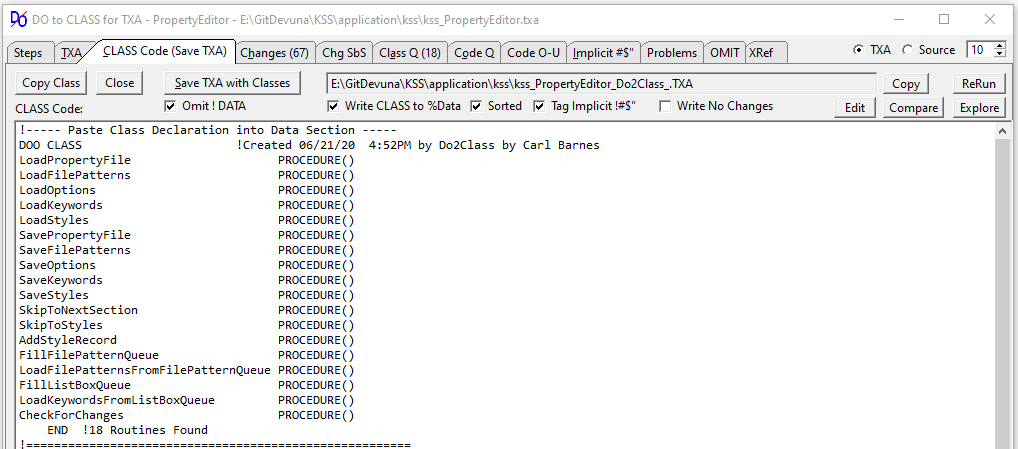 DO to CLASS for TXA - PropertyEditor - E:\GitDevuna\KSS\application\kss\kss_PropertyEditor.txa
Steps TXA CLASS Code (Save TXA) Changes (67) Chg SbS Class Q (18) Code Q Code O-U Implicit #$" Problems OMIT XRef TXA Source 10
Copy Class Close Save TXA with Classes E:\GitDevuna\KSS\application\kss\kss_PropertyEditor_Do2Class_.TXA Copy ReRun
CLASS Code: Omit ! DATA Write CLASS to %Data Sorted Tag Implicit !#$" Write No Changes Edit Compare Explore
!----- Paste Class Declaration into Data Section -----
DOO CLASS !Created 06/21/20 4:52PM by Do2Class by Carl Barnes
LoadPropertyFile PROCEDURE()
LoadFilePatterns PROCEDURE()
LoadOptions PROCEDURE()
LoadKeywords PROCEDURE()
LoadStyles PROCEDURE()
SavePropertyFile PROCEDURE()
SaveFilePatterns PROCEDURE()
SaveOptions PROCEDURE()
SaveKeywords PROCEDURE()
SaveStyles PROCEDURE()
SkipToNextSection PROCEDURE()
SkipToStyles PROCEDURE()
AddStyleRecord PROCEDURE()
FillFilePatternQueue PROCEDURE()
LoadFilePatternsFromFilePatternQueue PROCEDURE()
FillListBoxQueue PROCEDURE()
LoadKeywordsFromListBoxQueue PROCEDURE()
CheckForChanges PROCEDURE()
END !18 Routines Found
!=======================================================